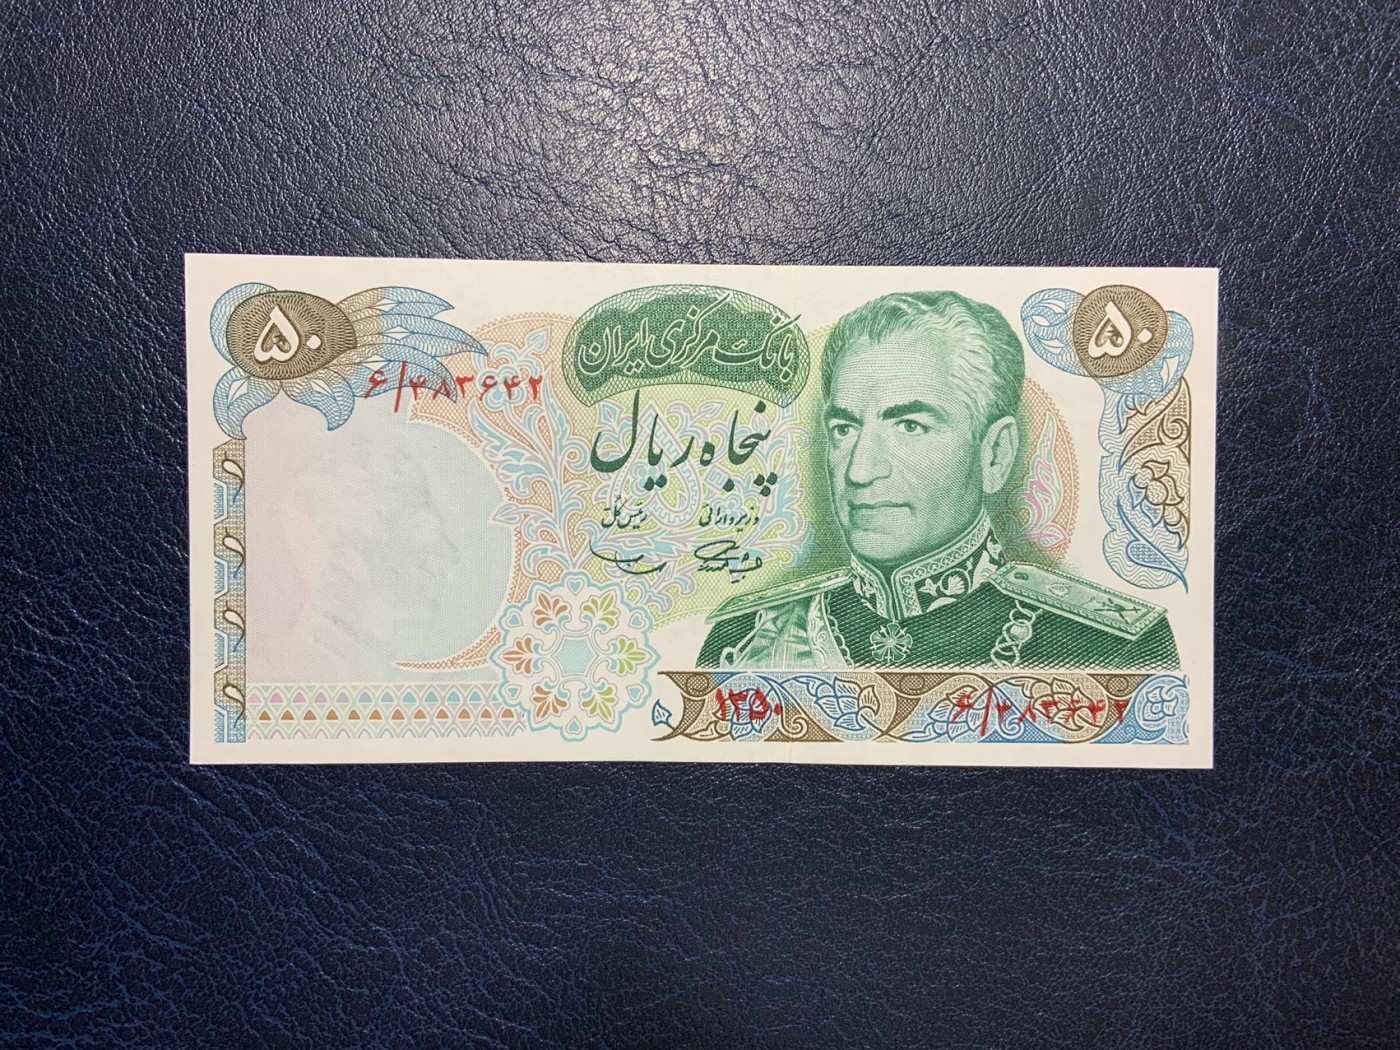 ۵۰
۵۰
بانک مرکزی ایران
۶/۳۸۳۶۴۲
پنجاه ریال
وزیر دارائی
رئیس کل
۱۳۵۰
۶/۳۸۳۶۴۲